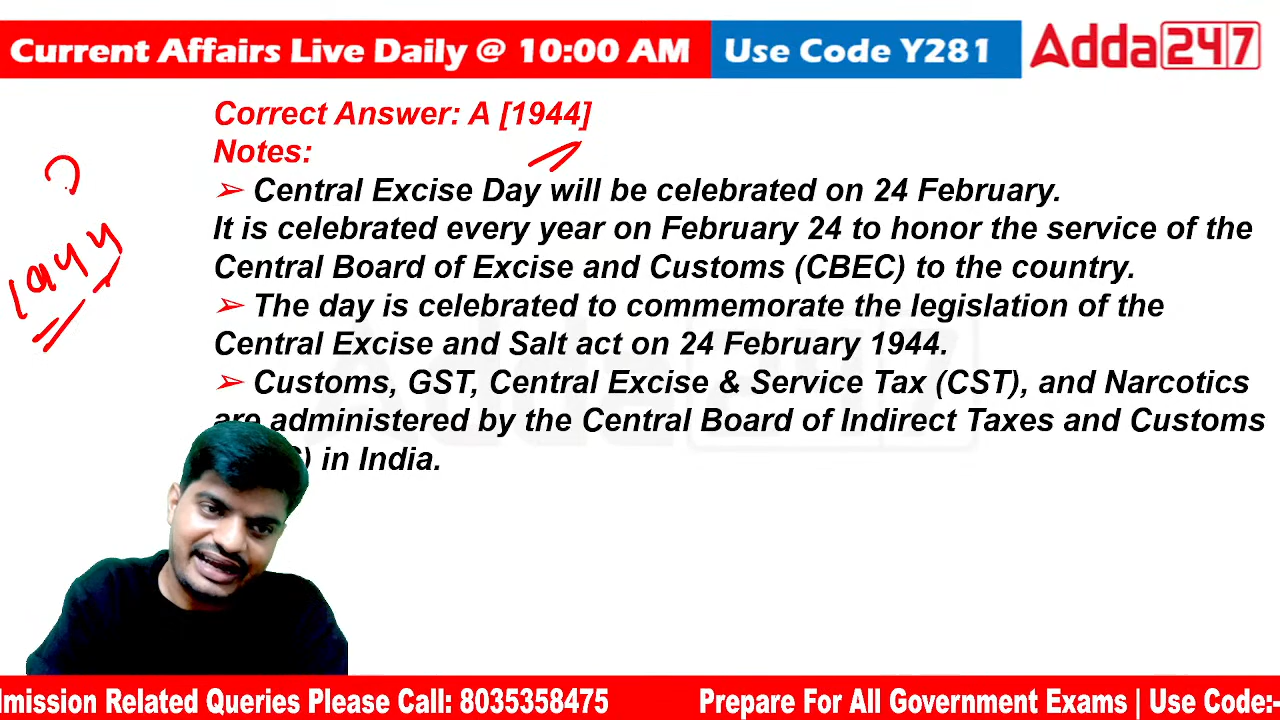 Current Affairs Live Daily @ 10:00 AM
Use Code Y281
Adda247
Correct Answer: A [1944]
Notes:
➢ Central Excise Day will be celebrated on 24 February.
It is celebrated every year on February 24 to honor the service of the
Central Board of Excise and Customs (CBEC) to the country.
➢ The day is celebrated to commemorate the legislation of the
Central Excise and Salt act on 24 February 1944.
➢ Customs, GST, Central Excise & Service Tax (CST), and Narcotics
are administered by the Central Board of Indirect Taxes and Customs
) in India.
1944
Adda247
mission Related Queries Please Call: 8035358475
Prepare For All Government Exams | Use Code:-